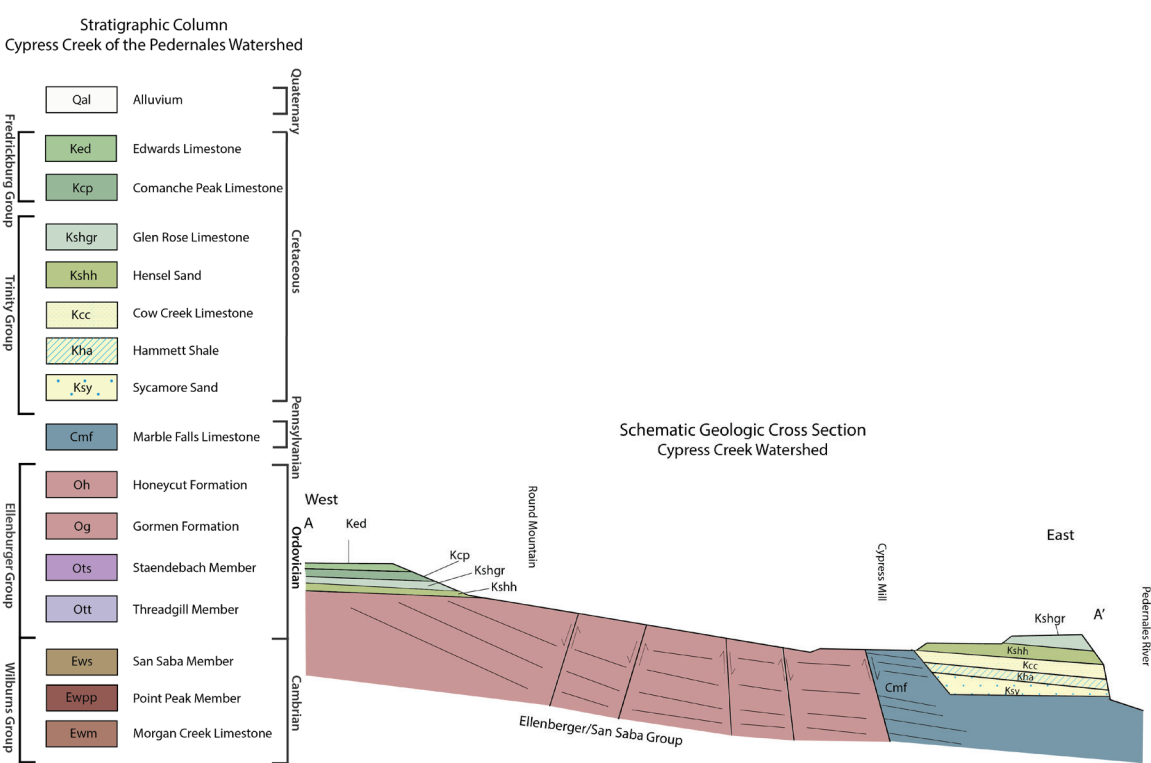 Stratigraphic Column
Cypress Creek of the Pedernales Watershed
Quaternary
Qal Alluvium
Fredrickburg Group
Ked Edwards Limestone
Kcp Comanche Peak Limestone
Cretaceous
Trinity Group
Kshgr Glen Rose Limestone
Kshh Hensel Sand
Kcc Cow Creek Limestone
Kha Hammett Shale
Ksy Sycamore Sand
Pennsylvanian
Cmf Marble Falls Limestone
Ellenburger Group
Ordovician
Oh Honeycut Formation
Og Gormen Formation
Ots Staendebach Member
Ott Threadgill Member
Wilburns Group
Cambrian
Ews San Saba Member
Ewpp Point Peak Member
Ewm Morgan Creek Limestone
Schematic Geologic Cross Section
Cypress Creek Watershed
West
A
Ked
Kcp
Kshgr
Kshh
Round Mountain
Ellenberger/San Saba Group
Cypress Mill
Cmf
East
A'
Kshgr
Kshh
Kcc
Kha
Ksy
Pedernales River